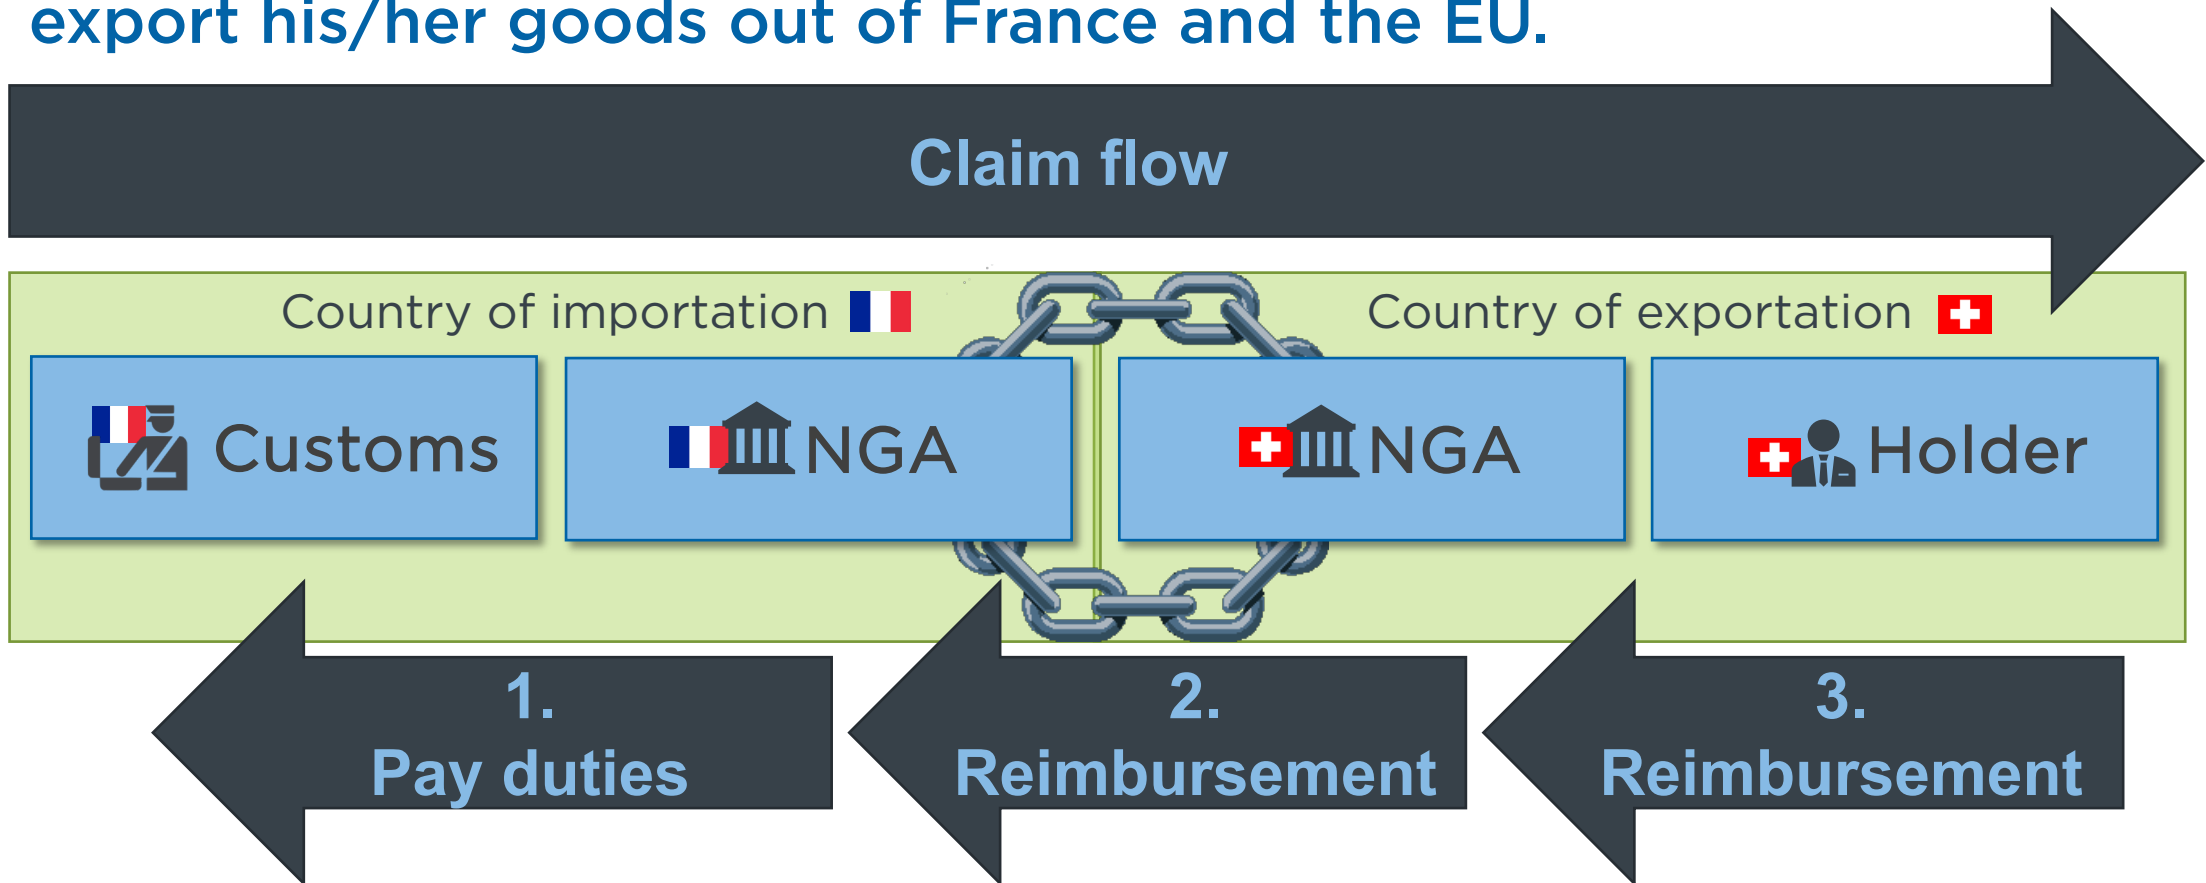 export his/her goods out of France and the EU.
Claim flow
Country of importation
Country of exportation
Customs
NGA
NGA
Holder
1.
Pay duties
2.
Reimbursement
3.
Reimbursement